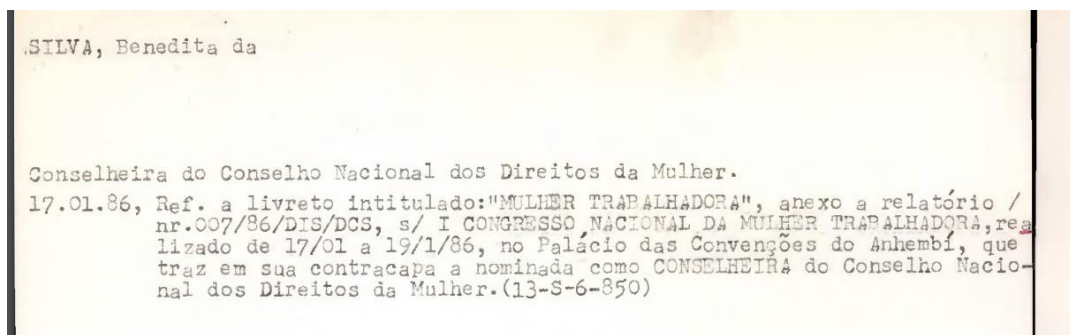 SILVA, Benedita da
Conselheira do Conselho Nacional dos Direitos da Mulher.
17.01.86, Ref. a livreto intitulado:"MULHER TRABALHADORA", anexo a relatório /
nr.007/86/DIS/DCS, s/ I CONGRESSO NACIONAL DA MULHER TRABALHADORA,rea
lizado de 17/01 a 19/1/86, no Palácio das Convenções do Anhembí, que
traz em sua contracapa a nominada como CONSELHEIRA do Conselho Nacio-
nal dos Direitos da Mulher.(13-S-6-850)